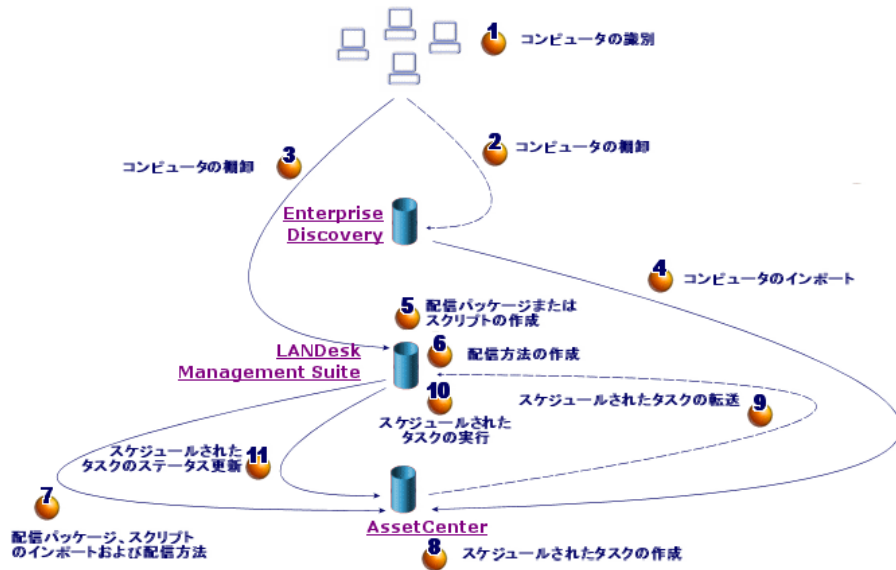 1
コンピュータの識別
2
コンピュータの棚卸
3
コンピュータの棚卸
Enterprise
Discovery
4
コンピュータのインポート
5
配信パッケージまたは
スクリプトの作成
6
配信方法の作成
LANDesk
Management Suite
10
スケジュールされた
タスクの実行
スケジュールされたタスクの転送
9
スケジュールされた
タスクのステータス更新
11
7
配信パッケージ、スクリプト
のインポートおよび配信方法
AssetCenter
8
スケジュールされたタスクの作成